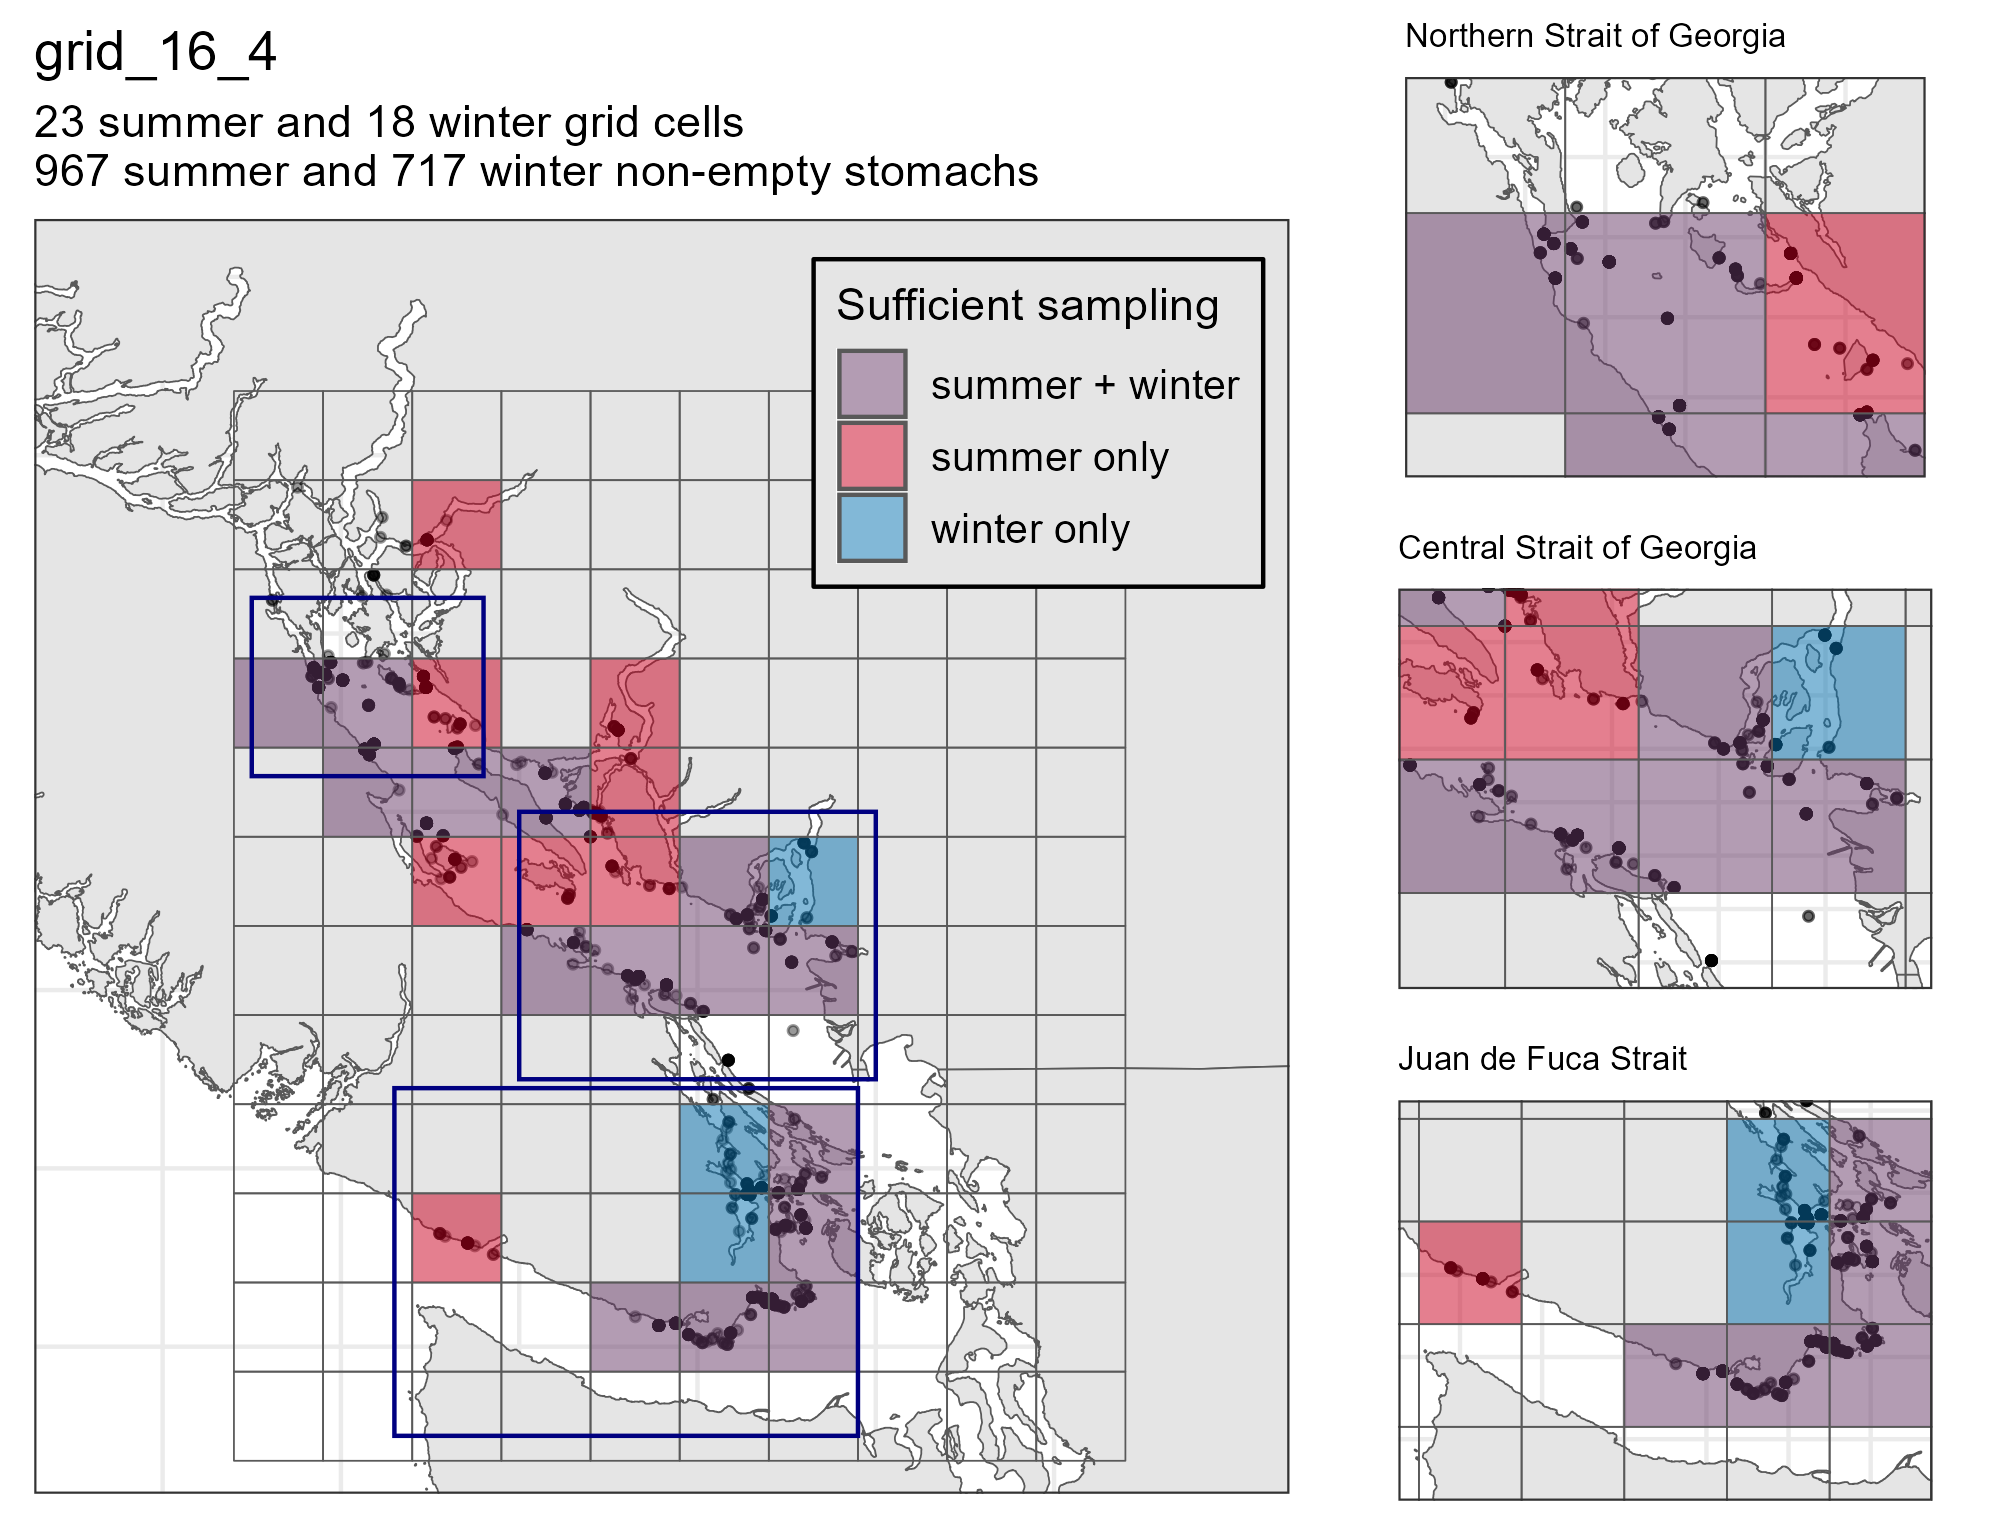 grid_16_4
23 summer and 18 winter grid cells
967 summer and 717 winter non-empty stomachs
Sufficient sampling
summer + winter
summer only
winter only
Northern Strait of Georgia
Central Strait of Georgia
Juan de Fuca Strait